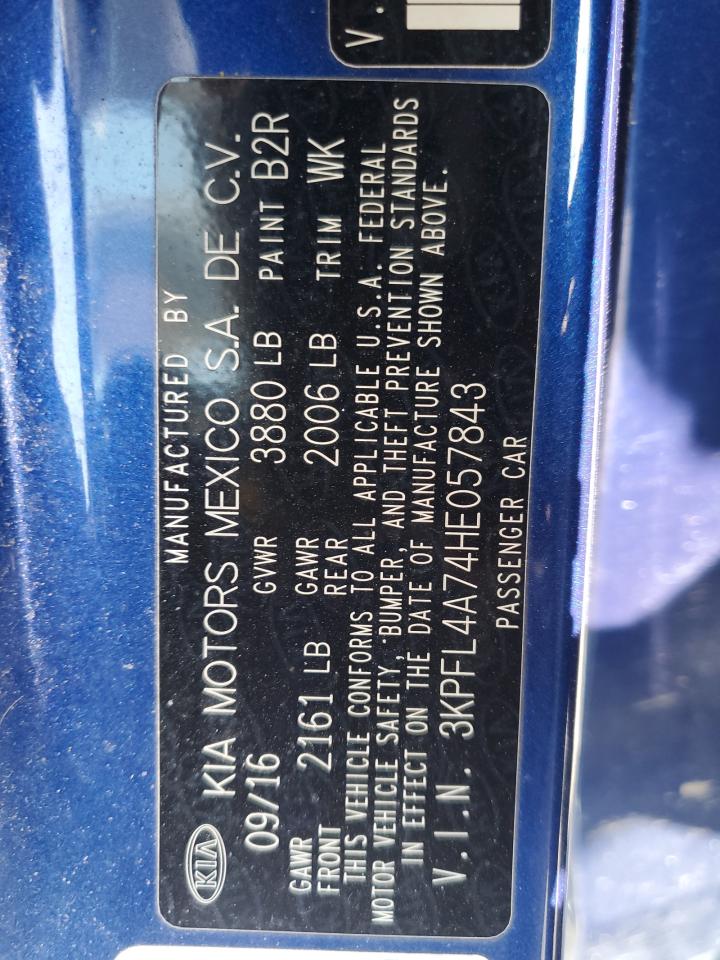 MANUFACTURED BY
KIA KIA MOTORS MEXICO S.A. DE C.V.
09/16 GVWR 3880 LB PAINT B2R
GAWR FRONT 2161 LB GAWR REAR 2006 LB TRIM WK
THIS VEHICLE CONFORMS TO ALL APPLICABLE U.S.A. FEDERAL
MOTOR VEHICLE SAFETY, BUMPER, AND THEFT PREVENTION STANDARDS
IN EFFECT ON THE DATE OF MANUFACTURE SHOWN ABOVE.
V.I.N. 3KPFL4A74HE057843
PASSENGER CAR
V.